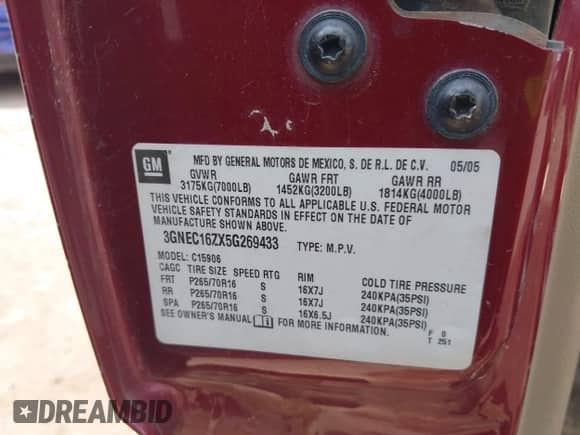 GM
MFD BY GENERAL MOTORS DE MEXICO, S. DE R.L. DE C.V. 05/05
GVWR GAWR FRT GAWR RR
3175KG(7000LB) 1452KG(3200LB) 1814KG(4000LB)
THIS VEHICLE CONFORMS TO ALL APPLICABLE U.S. FEDERAL MOTOR
VEHICLE SAFETY STANDARDS IN EFFECT ON THE DATE OF
MANUFACTURE SHOWN ABOVE.
3GNEC16ZX5G269433 TYPE: M.P.V.
MODEL: C15906
CAGC TIRE SIZE SPEED RTG RIM COLD TIRE PRESSURE
FRT P265/70R16 S 16X7J 240KPA(35PSI)
RR P265/70R16 S 16X7J 240KPA(35PSI)
SPA P265/70R16 S 16X6.5J 240KPA(35PSI)
SEE OWNER'S MANUAL FOR MORE INFORMATION.
F 0
T 251
DREAMBID